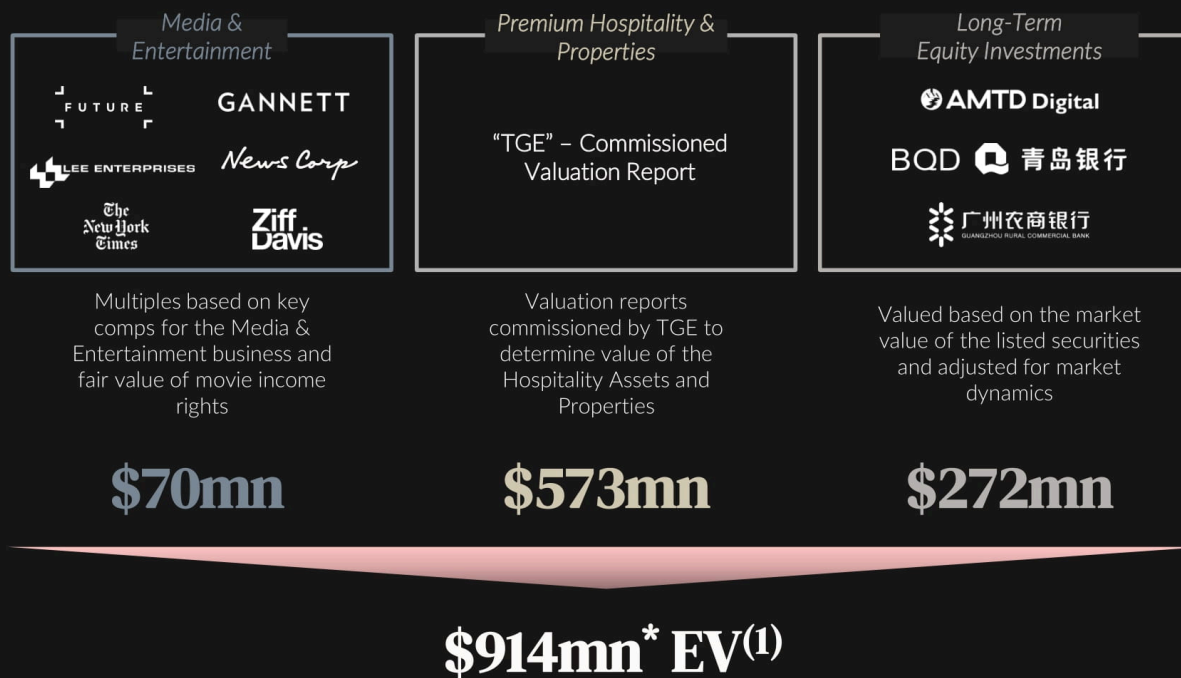 Media &
Entertainment
FUTURE
GANNETT
LEE ENTERPRISES
News Corp
The
New York
Times
Ziff
Davis
Multiples based on key
comps for the Media &
Entertainment business and
fair value of movie income
rights
$70mn
Premium Hospitality &
Properties
“TGE” – Commissioned
Valuation Report
Valuation reports
commissioned by TGE to
determine value of the
Hospitality Assets and
Properties
$573mn
Long-Term
Equity Investments
AMTD Digital
BQD 青岛银行
广州农商银行
GUANGZHOU RURAL COMMERCIAL BANK
Valued based on the market
value of the listed securities
and adjusted for market
dynamics
$272mn
$914mn* EV(1)